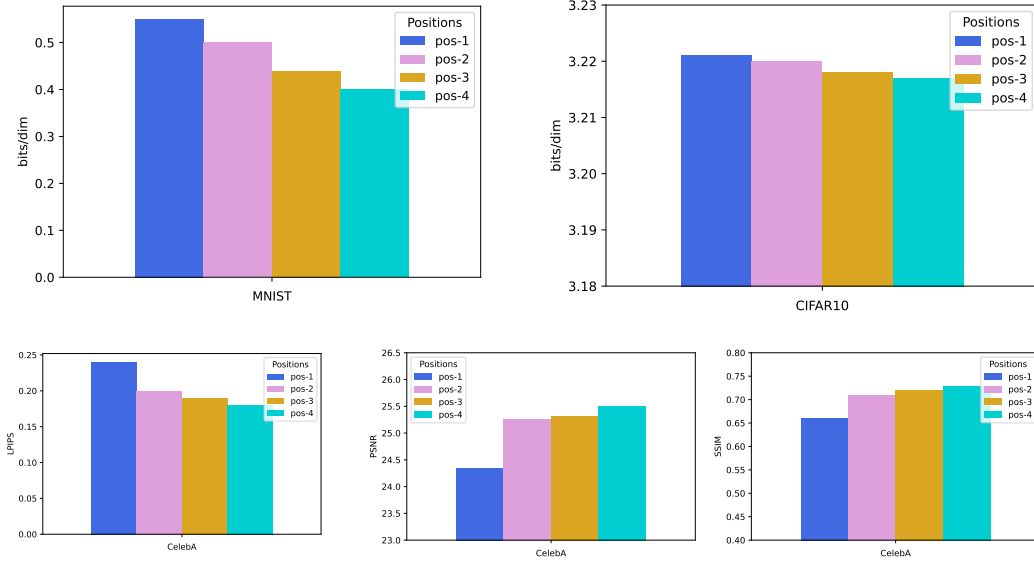 bits/dim
0.5
0.4
0.3
0.2
0.1
0.0
MNIST
Positions
pos-1
pos-2
pos-3
pos-4
bits/dim
3.23
3.22
3.21
3.20
3.19
3.18
CIFAR10
Positions
pos-1
pos-2
pos-3
pos-4
LPIPS
0.25
0.20
0.15
0.10
0.05
0.00
CelebA
Positions
pos-1
pos-2
pos-3
pos-4
PSNR
26.5
26.0
25.5
25.0
24.5
24.0
23.5
23.0
CelebA
Positions
pos-1
pos-2
pos-3
pos-4
SSIM
0.80
0.75
0.70
0.65
0.60
0.55
0.50
0.45
0.40
CelebA
Positions
pos-1
pos-2
pos-3
pos-4